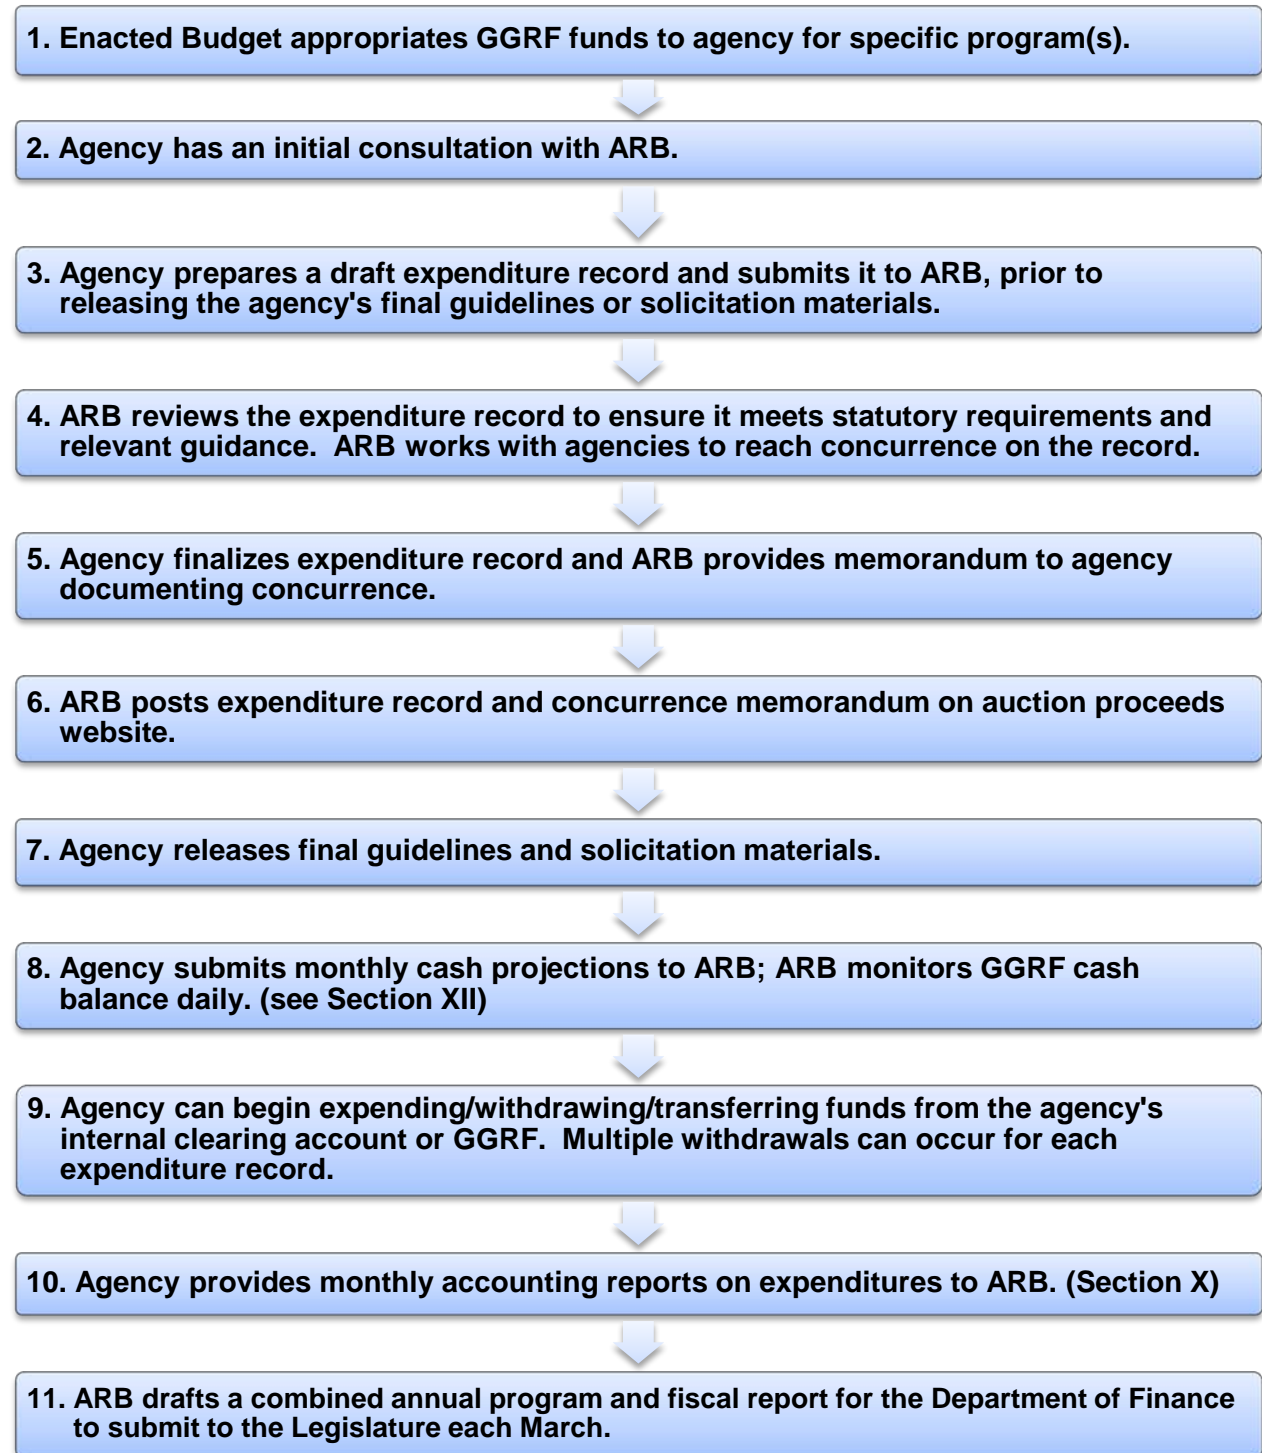 1. Enacted Budget appropriates GGRF funds to agency for specific program(s).
2. Agency has an initial consultation with ARB.
3. Agency prepares a draft expenditure record and submits it to ARB, prior to
releasing the agency's final guidelines or solicitation materials.
4. ARB reviews the expenditure record to ensure it meets statutory requirements and
relevant guidance.  ARB works with agencies to reach concurrence on the record.
5. Agency finalizes expenditure record and ARB provides memorandum to agency
documenting concurrence.
6. ARB posts expenditure record and concurrence memorandum on auction proceeds
website.
7. Agency releases final guidelines and solicitation materials.
8. Agency submits monthly cash projections to ARB; ARB monitors GGRF cash
balance daily. (see Section XII)
9. Agency can begin expending/withdrawing/transferring funds from the agency's
internal clearing account or GGRF.  Multiple withdrawals can occur for each
expenditure record.
10. Agency provides monthly accounting reports on expenditures to ARB. (Section X)
11. ARB drafts a combined annual program and fiscal report for the Department of Finance
to submit to the Legislature each March.